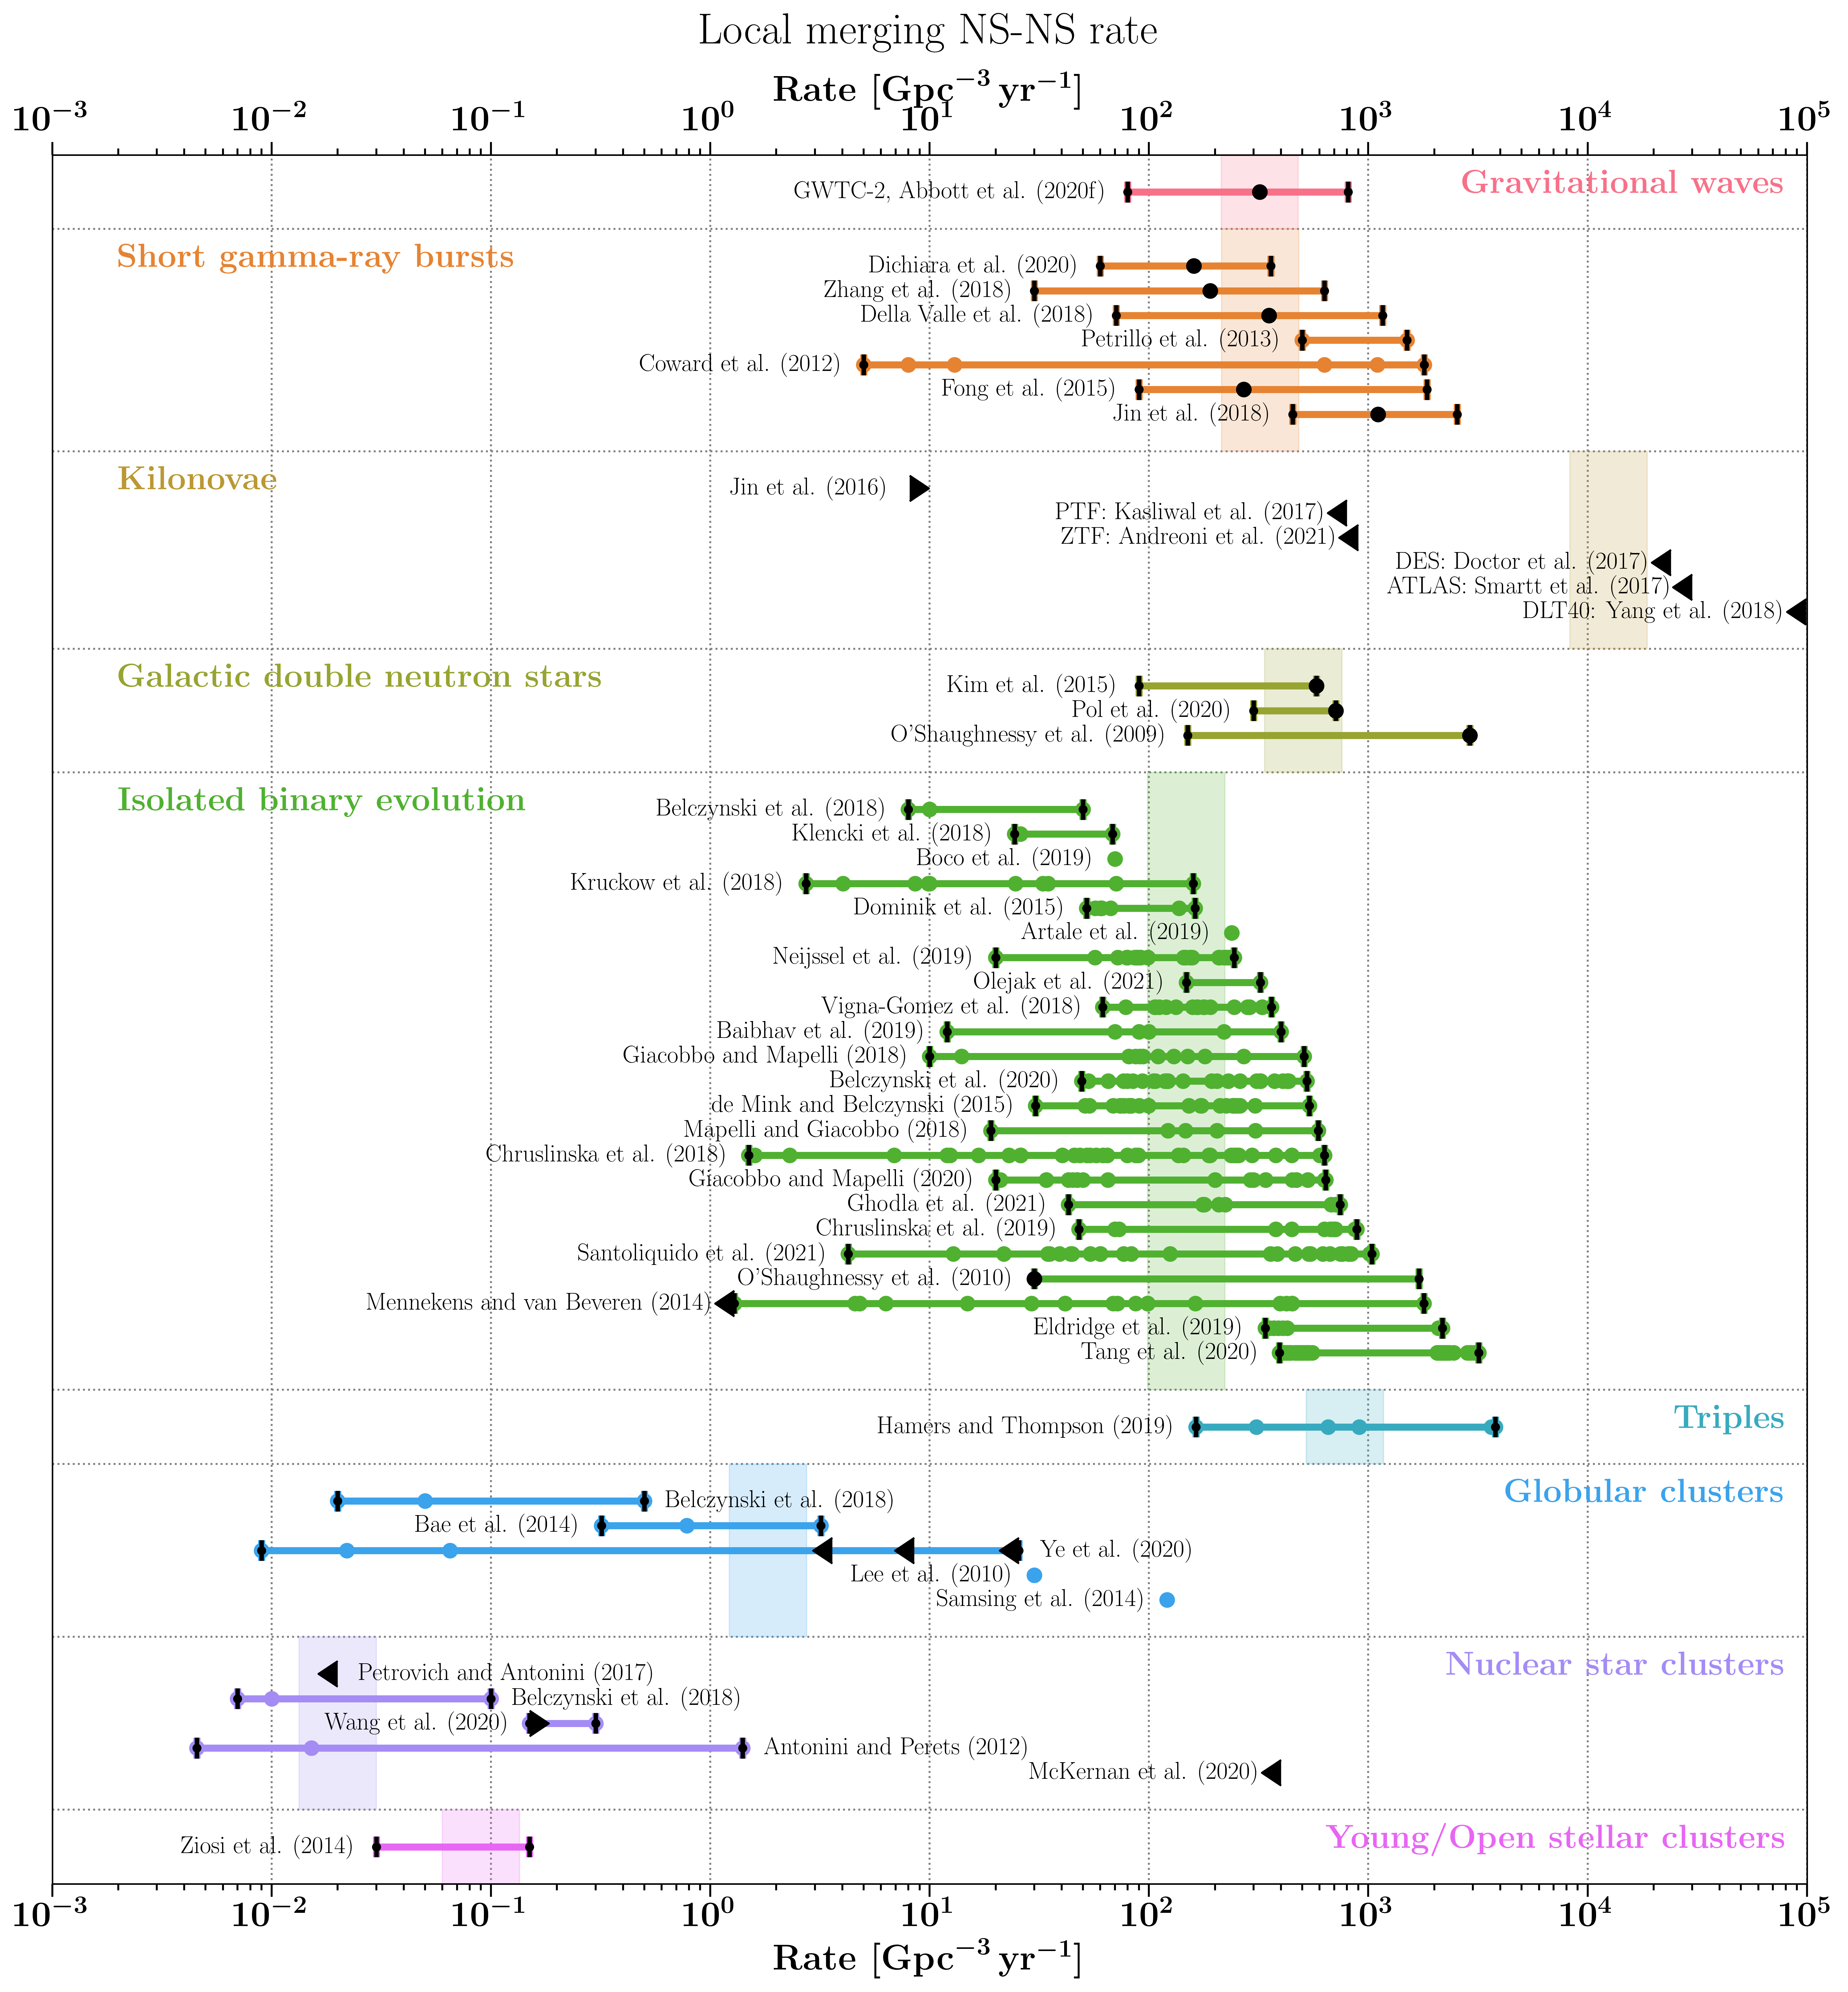 Local merging NS-NS rate
Rate [Gpc⁻³ yr⁻¹]
10⁻³ 10⁻² 10⁻¹ 10⁰ 10¹ 10² 10³ 10⁴ 10⁵
Gravitational waves
GWTC-2, Abbott et al. (2020f)
Short gamma-ray bursts
Dichiara et al. (2020)
Zhang et al. (2018)
Della Valle et al. (2018)
Petrillo et al. (2013)
Coward et al. (2012)
Fong et al. (2015)
Jin et al. (2018)
Kilonovae
Jin et al. (2016)
PTF: Kasliwal et al. (2017)
ZTF: Andreoni et al. (2021)
DES: Doctor et al. (2017)
ATLAS: Smartt et al. (2017)
DLT40: Yang et al. (2018)
Galactic double neutron stars
Kim et al. (2015)
Pol et al. (2020)
O'Shaughnessy et al. (2009)
Isolated binary evolution
Belczynski et al. (2018)
Klencki et al. (2018)
Boco et al. (2019)
Kruckow et al. (2018)
Dominik et al. (2015)
Artale et al. (2019)
Neijssel et al. (2019)
Olejak et al. (2021)
Vigna-Gomez et al. (2018)
Baibhav et al. (2019)
Giacobbo and Mapelli (2018)
Belczynski et al. (2020)
de Mink and Belczynski (2015)
Mapelli and Giacobbo (2018)
Chruslinska et al. (2018)
Giacobbo and Mapelli (2020)
Ghodla et al. (2021)
Chruslinska et al. (2019)
Santoliquido et al. (2021)
O'Shaughnessy et al. (2010)
Mennekens and van Beveren (2014)
Eldridge et al. (2019)
Tang et al. (2020)
Triples
Hamers and Thompson (2019)
Globular clusters
Belczynski et al. (2018)
Bae et al. (2014)
Ye et al. (2020)
Lee et al. (2010)
Samsing et al. (2014)
Nuclear star clusters
Petrovich and Antonini (2017)
Belczynski et al. (2018)
Wang et al. (2020)
Antonini and Perets (2012)
McKernan et al. (2020)
Young/Open stellar clusters
Ziosi et al. (2014)
10⁻³ 10⁻² 10⁻¹ 10⁰ 10¹ 10² 10³ 10⁴ 10⁵
Rate [Gpc⁻³ yr⁻¹]